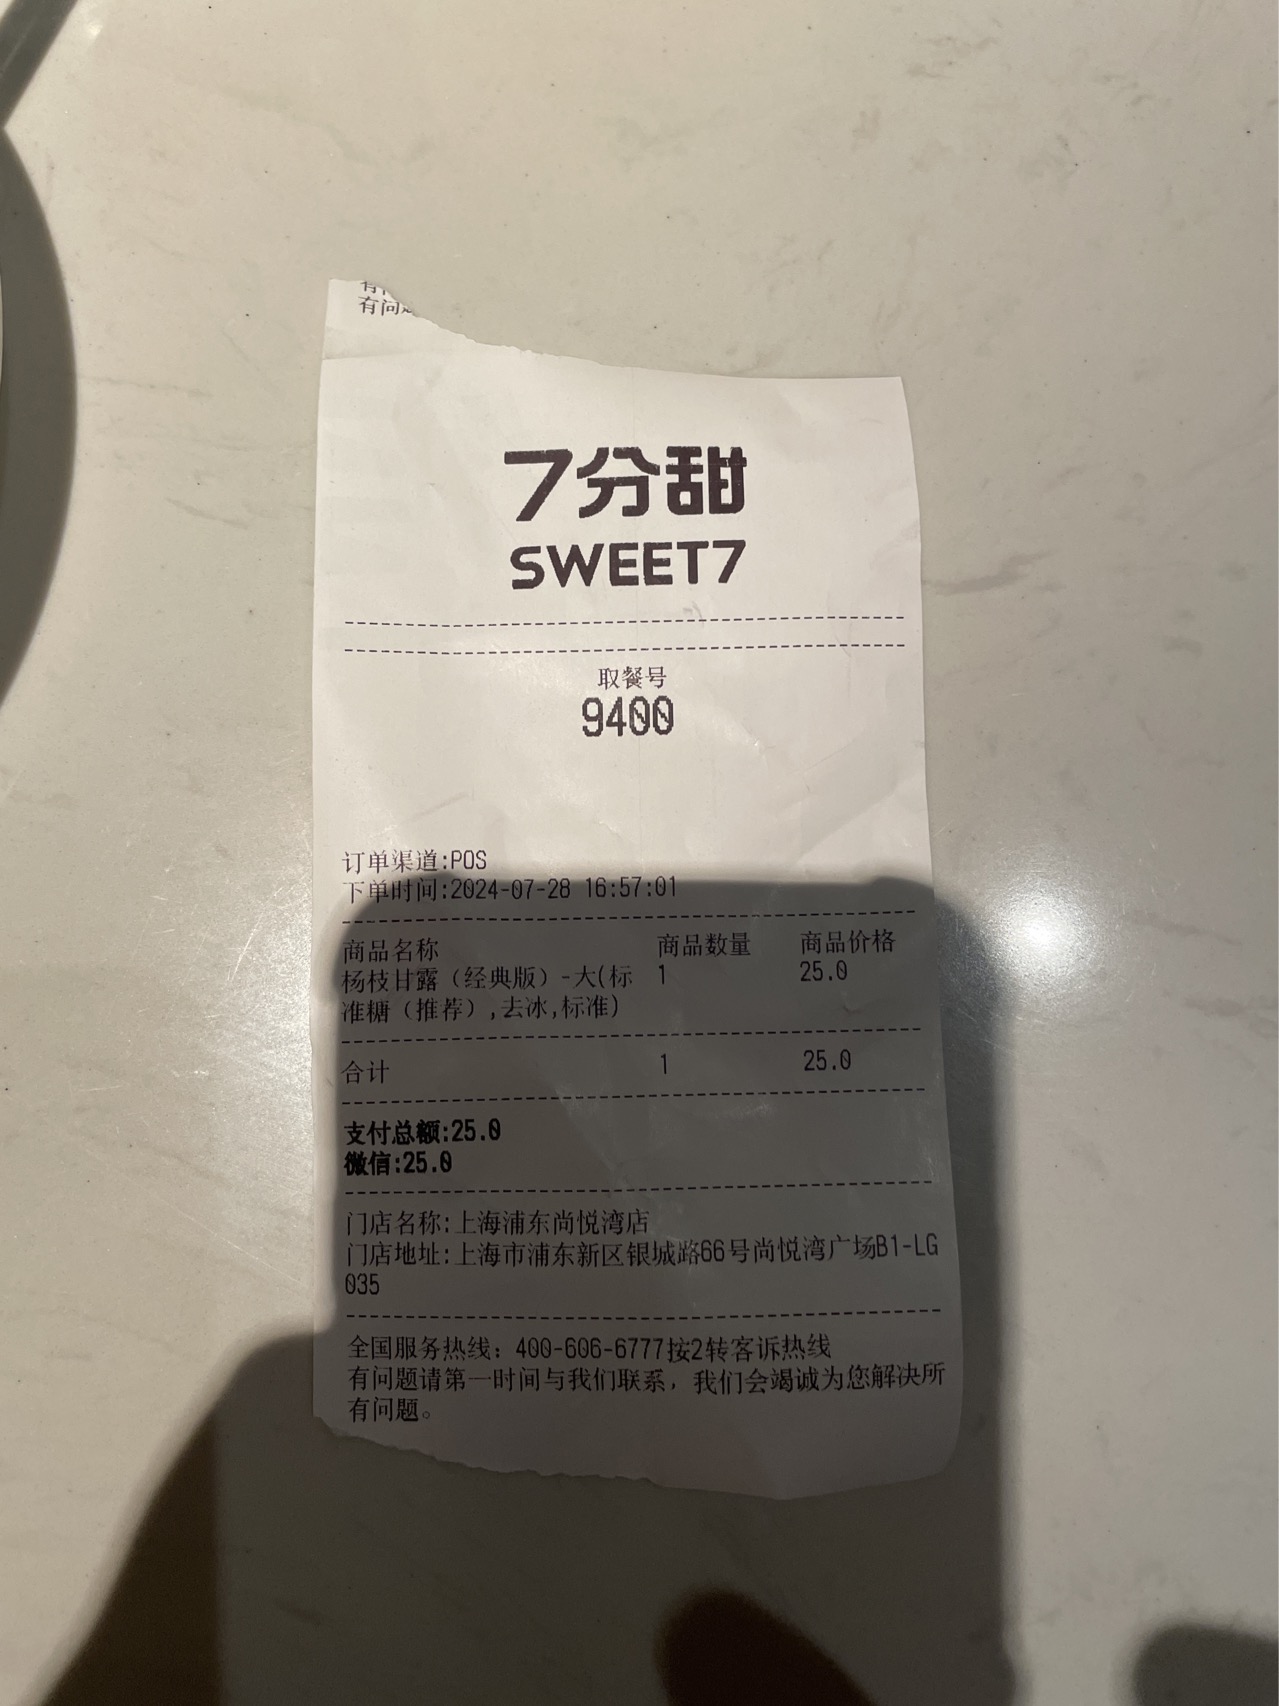 有问
7分甜
SWEET7
取餐号
9400
订单渠道:POS
下单时间:2024-07-28 16:57:01
商品名称 商品数量 商品价格
杨枝甘露（经典版）-大(标 1 25.0
准糖（推荐）,去冰,标准)
合计 1 25.0
支付总额:25.0
微信:25.0
门店名称:上海浦东尚悦湾店
门店地址:上海市浦东新区银城路66号尚悦湾广场B1-LG
035
全国服务热线：400-606-6777按2转客诉热线
有问题请第一时间与我们联系，我们会竭诚为您解决所
有问题。